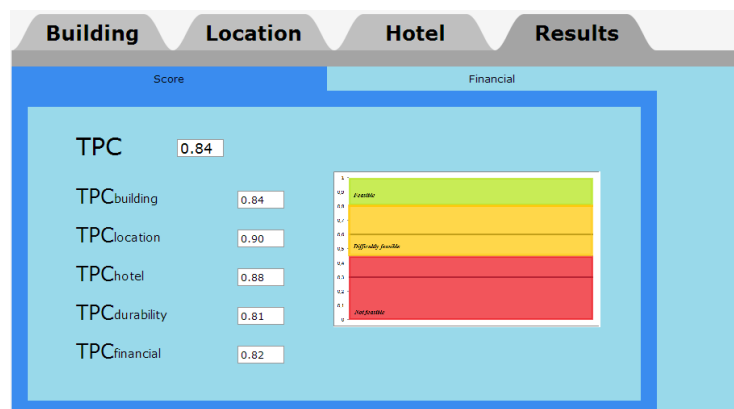 Building Location Hotel Results
Score Financial
TPC 0.84
TPCbuilding 0.84
TPClocation 0.90
TPChotel 0.88
TPCdurability 0.81
TPCfinancial 0.82
1
0.9
Feasible
0.8
0.7
0.6
0.5
Difficultly feasible
0.4
0.3
0.2
0.1
Not feasible
0